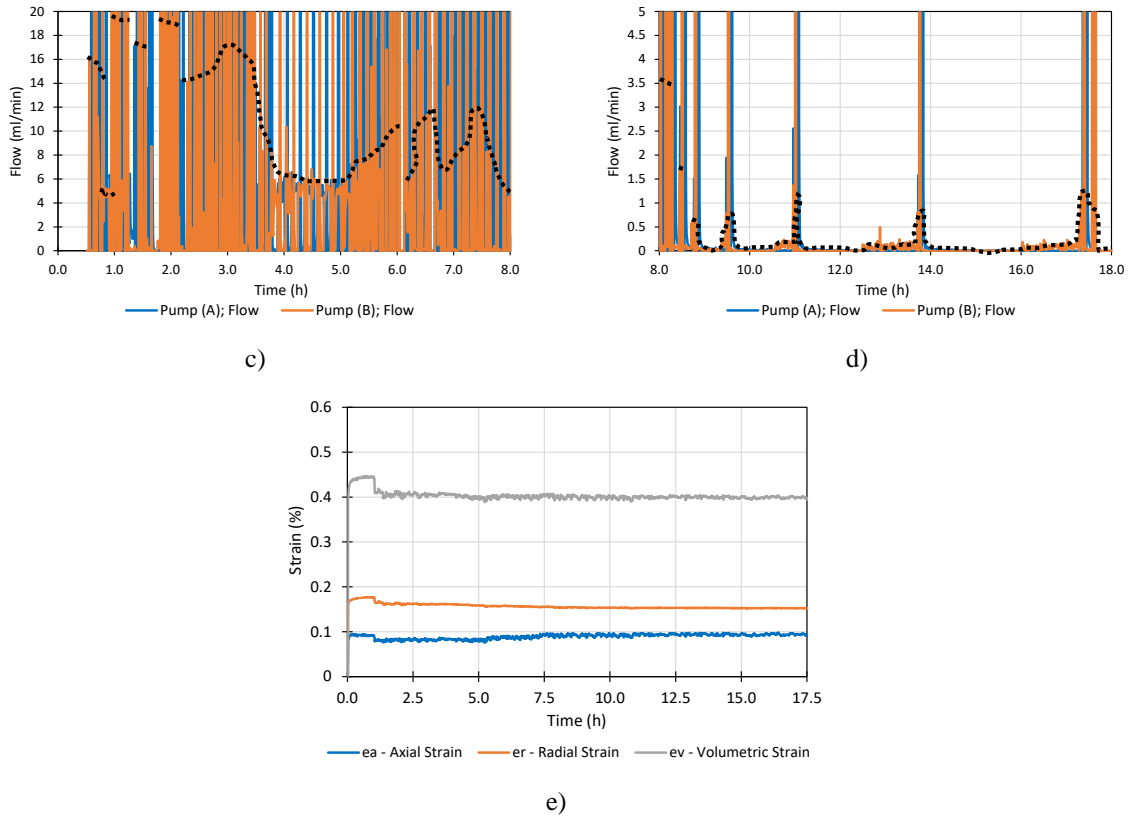 20
18
16
14
12
10
8
6
4
2
0
Flow (ml/min)
0.0 1.0 2.0 3.0 4.0 5.0 6.0 7.0 8.0
Time (h)
Pump (A); Flow Pump (B); Flow
c)
5
4.5
4
3.5
3
2.5
2
1.5
1
0.5
0
Flow (ml/min)
8.0 10.0 12.0 14.0 16.0 18.0
Time (h)
Pump (A); Flow Pump (B); Flow
d)
0.6
0.5
0.4
0.3
0.2
0.1
0
Strain (%)
0.0 2.5 5.0 7.5 10.0 12.5 15.0 17.5
Time (h)
ea - Axial Strain er - Radial Strain ev - Volumetric Strain
e)